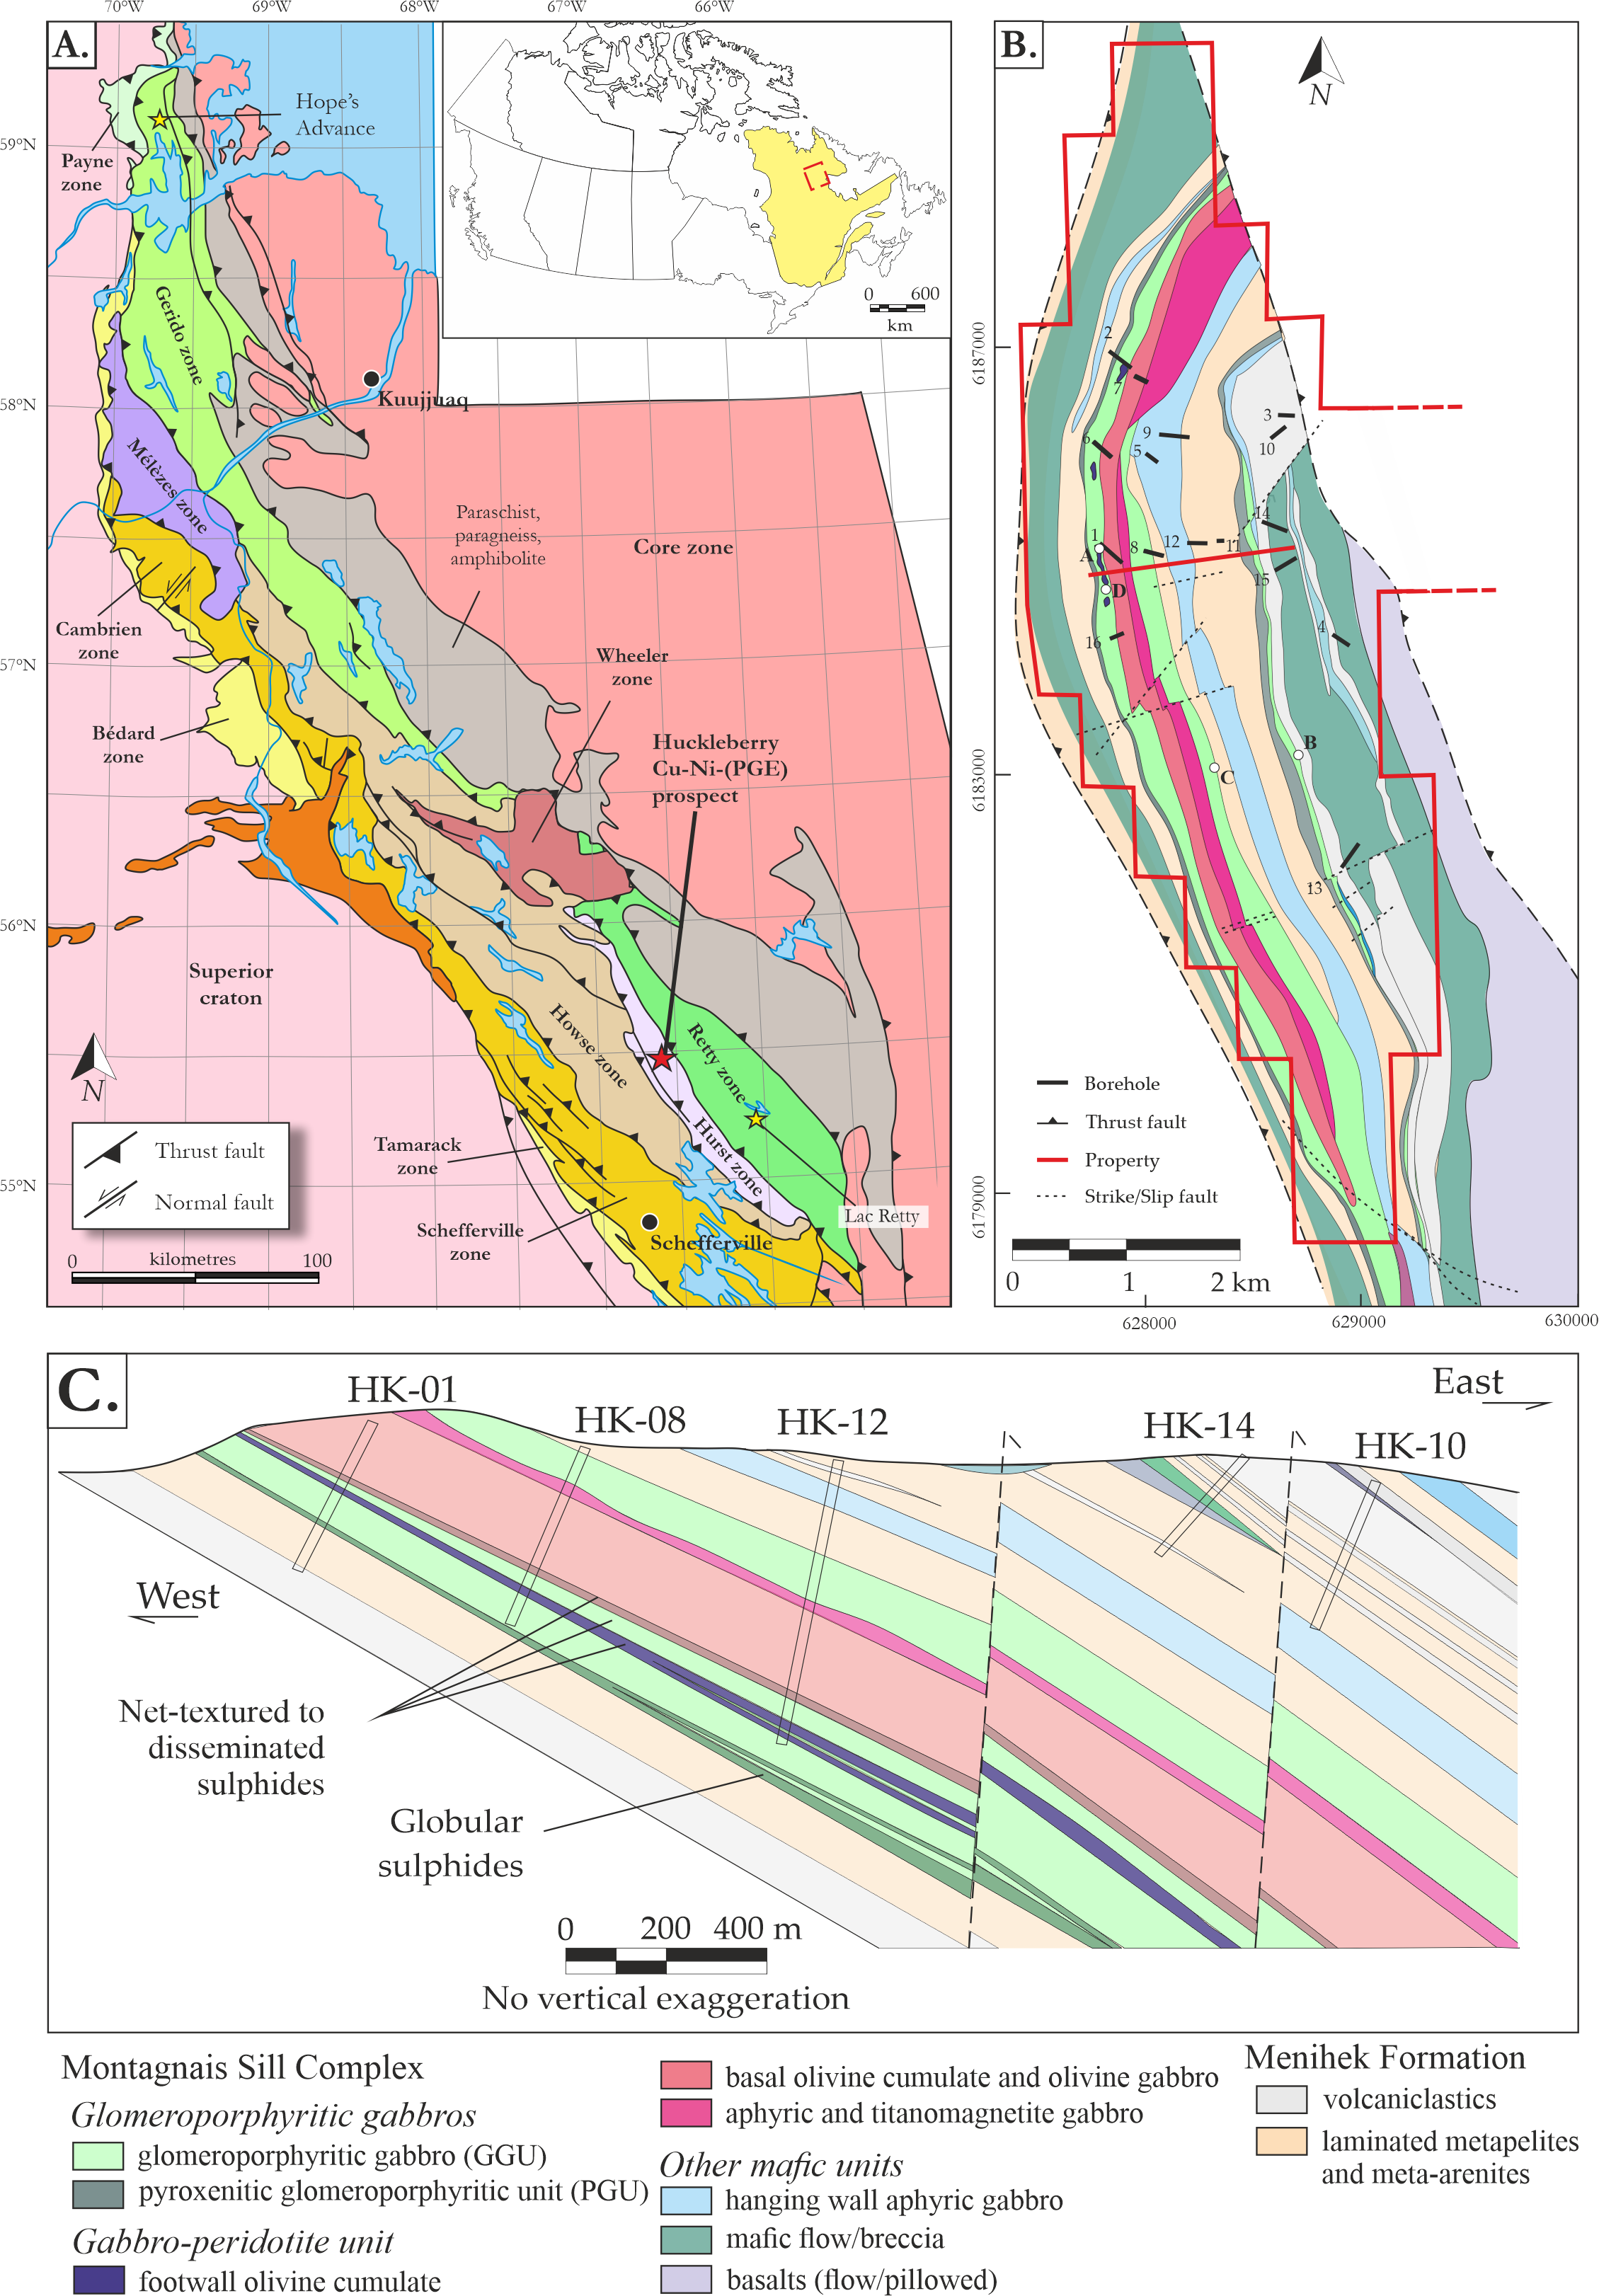 70°W
69°W
68°W
67°W
66°W
A.
59°N
58°N
57°N
56°N
55°N
Hope's
Advance
Payne
zone
Gerido zone
Mélèzes zone
Kuujjuaq
Paraschist,
paragneiss,
amphibolite
Core zone
Cambrien
zone
Wheeler
zone
Bédard
zone
Huckleberry
Cu-Ni-(PGE)
prospect
Superior
craton
Howse zone
Retty zone
Hurst zone
Tamarack
zone
Schefferville
zone
Schefferville
Lac Retty
N
Thrust fault
Normal fault
0
kilometres
100
0
600
km
B.
N
6187000
6183000
6179000
2
7
3
10
6
9
5
1
A
8
12
11
14
15
D
16
4
B
C
13
Borehole
Thrust fault
Property
Strike/Slip fault
0
1
2 km
628000
629000
630000
C.
HK-01
HK-08
HK-12
HK-14
HK-10
East
West
Net-textured to
disseminated
sulphides
Globular
sulphides
0
200
400 m
No vertical exaggeration
Montagnais Sill Complex
Glomeroporphyritic gabbros
glomeroporphyritic gabbro (GGU)
pyroxenitic glomeroporphyritic unit (PGU)
Gabbro-peridotite unit
footwall olivine cumulate
basal olivine cumulate and olivine gabbro
aphyric and titanomagnetite gabbro
Other mafic units
hanging wall aphyric gabbro
mafic flow/breccia
basalts (flow/pillowed)
Menihek Formation
volcaniclastics
laminated metapelites
and meta-arenites